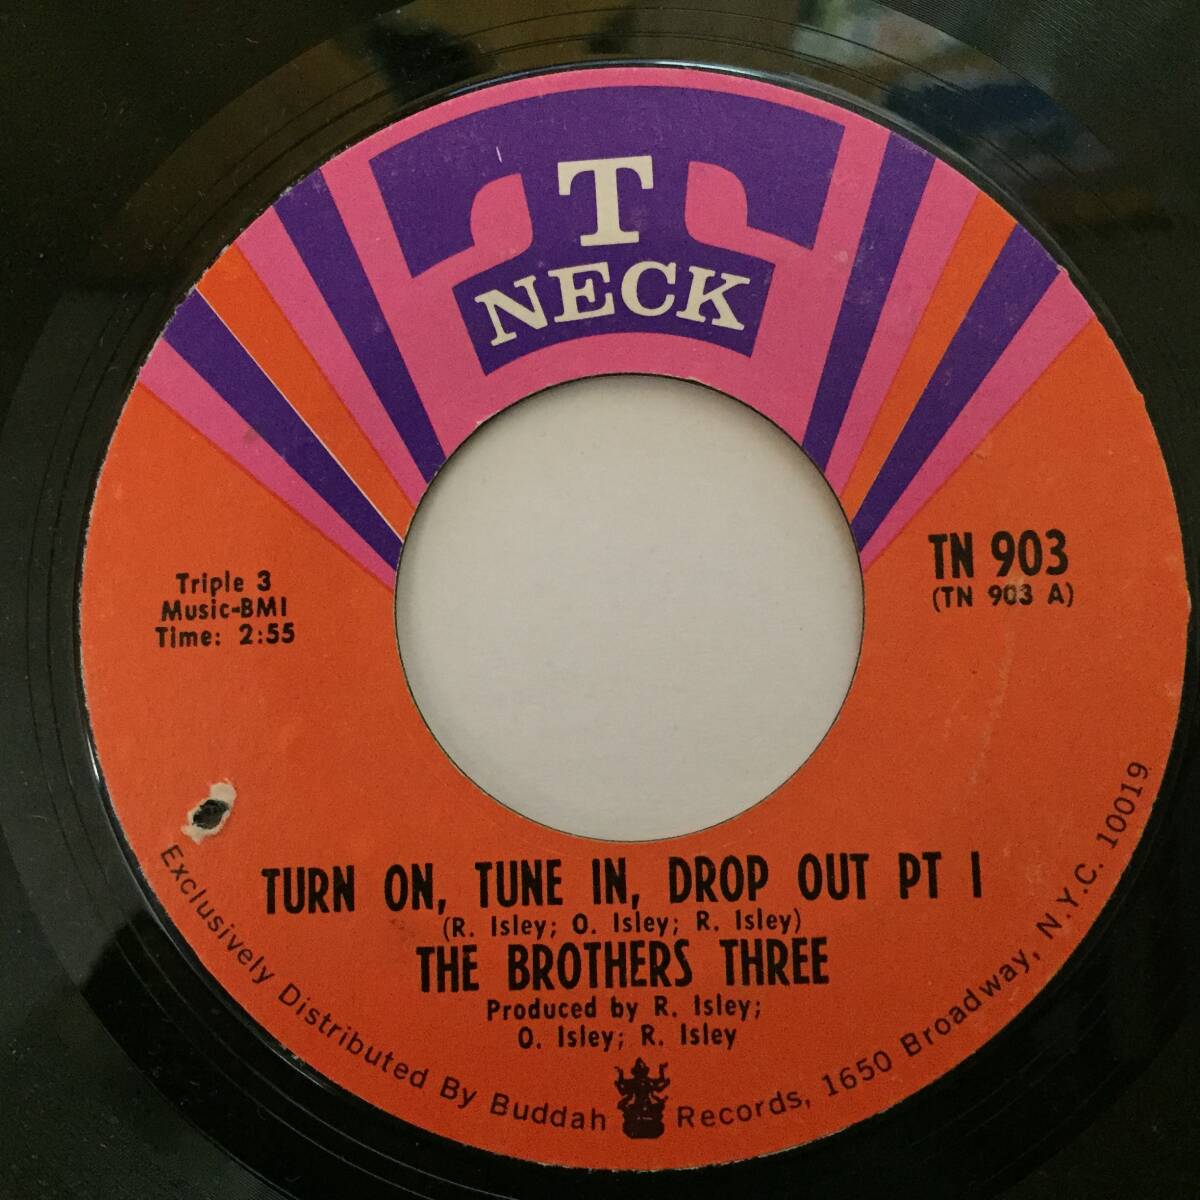 T
NECK
TN 903
(TN 903 A)
Triple 3
Music-BMI
Time: 2:55
TURN ON, TUNE IN, DROP OUT PT I
(R. Isley; O. Isley; R. Isley)
THE BROTHERS THREE
Produced by R. Isley;
O. Isley; R. Isley
Exclusively Distributed By Buddah Records, 1650 Broadway, N.Y.C. 10019